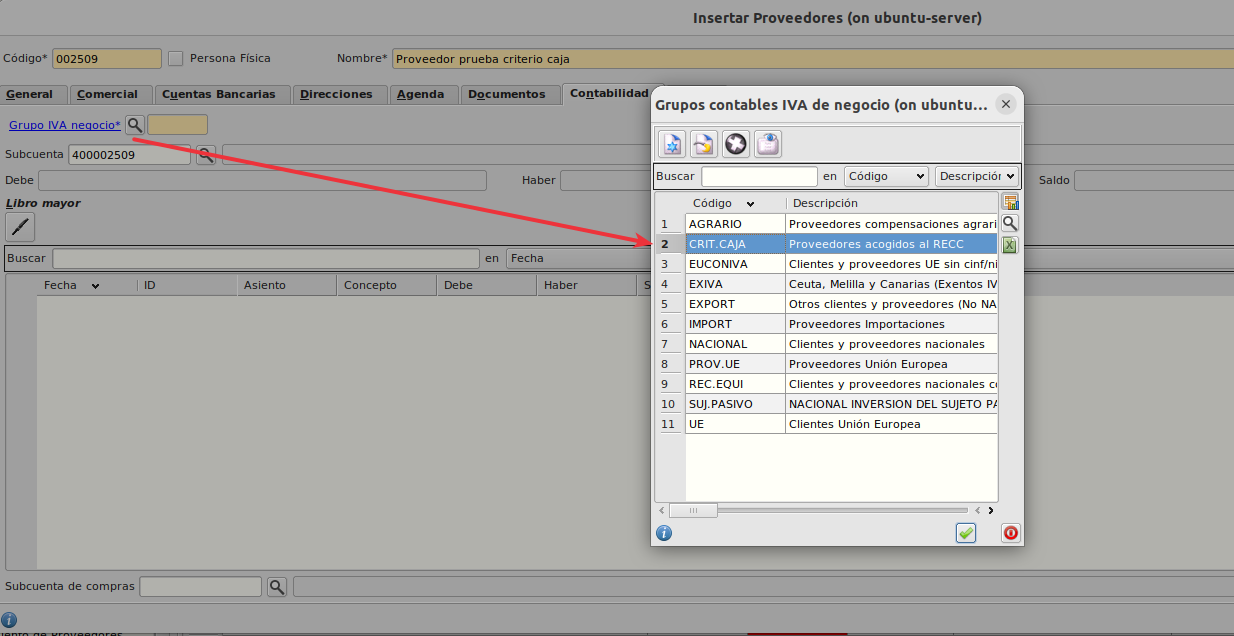 Insertar Proveedores (on ubuntu-server)
Código* 002509 Persona Física Nombre* Proveedor prueba criterio caja
General Comercial Cuentas Bancarias Direcciones Agenda Documentos Contabilidad
Grupo IVA negocio*
Subcuenta 400002509
Debe Haber Saldo
Libro mayor
Buscar en Fecha
Fecha ID Asiento Concepto Debe Haber S
Subcuenta de compras
Grupos contables IVA de negocio (on ubuntu...
Buscar en Código Descripción
Código Descripción
1 AGRARIO Proveedores compensaciones agrari
2 CRIT.CAJA Proveedores acogidos al RECC
3 EUCONIVA Clientes y proveedores UE sin cinf/ni
4 EXIVA Ceuta, Melilla y Canarias (Exentos IV
5 EXPORT Otros clientes y proveedores (No NA
6 IMPORT Proveedores Importaciones
7 NACIONAL Clientes y proveedores nacionales
8 PROV.UE Proveedores Unión Europea
9 REC.EQUI Clientes y proveedores nacionales co
10 SUJ.PASIVO NACIONAL INVERSION DEL SUJETO PA
11 UE Clientes Unión Europea